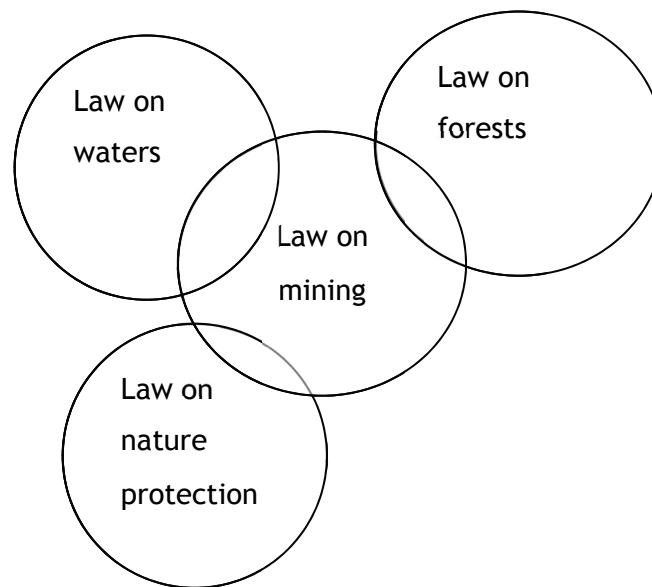 Law on
waters
Law on
forests
Law on
mining
Law on
nature
protection